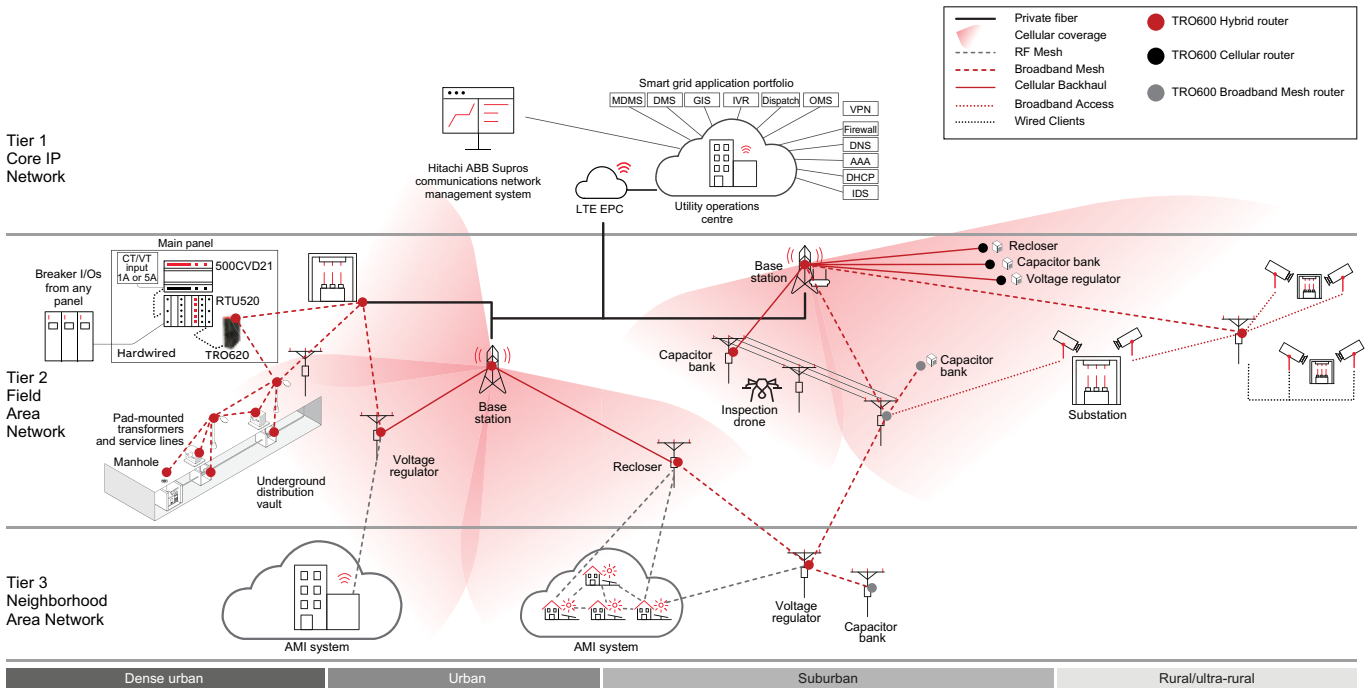 Private fiber
Cellular coverage
RF Mesh
Broadband Mesh
Cellular Backhaul
Broadband Access
Wired Clients
TRO600 Hybrid router
TRO600 Cellular router
TRO600 Broadband Mesh router
Tier 1
Core IP
Network
Hitachi ABB Supros
communications network
management system
Smart grid application portfolio
MDMS
DMS
GIS
IVR
Dispatch
OMS
VPN
Firewall
DNS
AAA
DHCP
IDS
LTE EPC
Utility operations
centre
Tier 2
Field
Area
Network
Breaker I/Os
from any
panel
Main panel
CT/VT
input
1A or 5A
500CVD21
RTU520
TRO620
Hardwired
Pad-mounted
transformers
and service lines
Manhole
Underground
distribution
vault
Voltage
regulator
Base
station
Recloser
Base
station
Recloser
Capacitor bank
Voltage regulator
Capacitor
bank
Inspection
drone
Capacitor
bank
Substation
Tier 3
Neighborhood
Area Network
AMI system
AMI system
Voltage
regulator
Capacitor
bank
Dense urban
Urban
Suburban
Rural/ultra-rural